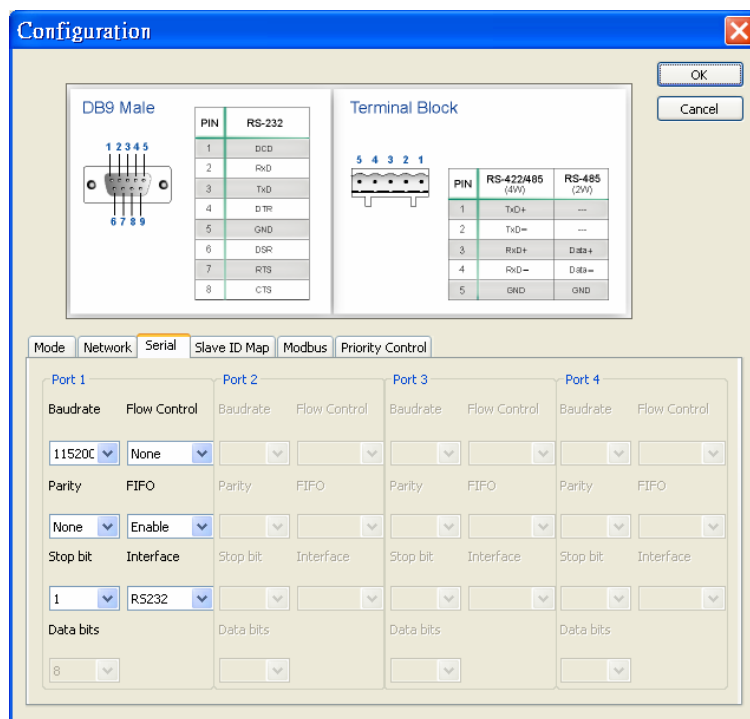 Configuration
OK
Cancel
DB9 Male
1 2 3 4 5
6 7 8 9
PIN RS-232
1 DCD
2 RxD
3 TxD
4 DTR
5 GND
6 DSR
7 RTS
8 CTS
Terminal Block
5 4 3 2 1
PIN RS-422/485 (4W) RS-485 (2W)
1 TxD+ ---
2 TxD- ---
3 RxD+ Data+
4 RxD- Data-
5 GND GND
Mode Network Serial Slave ID Map Modbus Priority Control
Port 1 Port 2 Port 3 Port 4
Baudrate Flow Control Baudrate Flow Control Baudrate Flow Control Baudrate Flow Control
11520C None
Parity FIFO Parity FIFO Parity FIFO Parity FIFO
None Enable
Stop bit Interface Stop bit Interface Stop bit Interface Stop bit Interface
1 RS232
Data bits Data bits Data bits Data bits
8